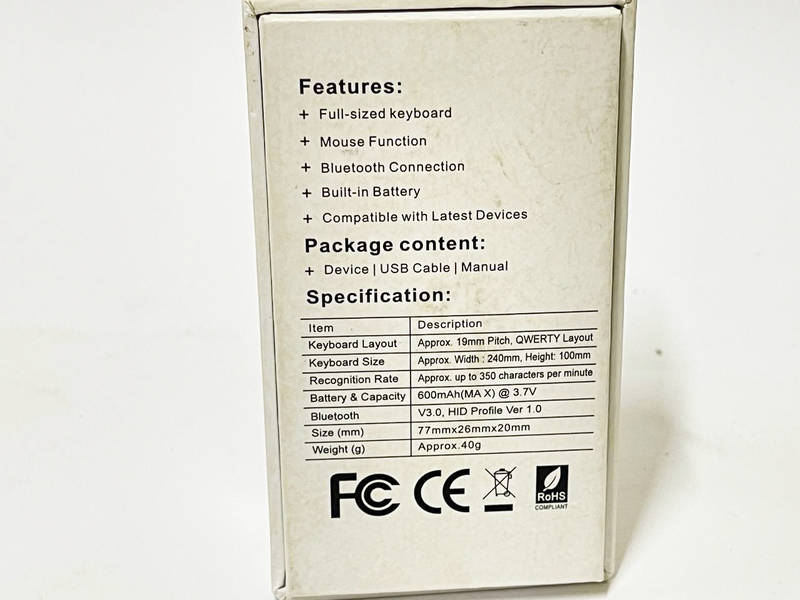 Features:
+ Full-sized keyboard
+ Mouse Function
+ Bluetooth Connection
+ Built-in Battery
+ Compatible with Latest Devices
Package content:
+ Device | USB Cable | Manual
Specification:
Item Description
Keyboard Layout Approx. 19mm Pitch, QWERTY Layout
Keyboard Size Approx. Width : 240mm, Height: 100mm
Recognition Rate Approx. up to 350 characters per minute
Battery & Capacity 600mAh(MA X) @ 3.7V
Bluetooth V3.0, HID Profile Ver 1.0
Size (mm) 77mmx26mmx20mm
Weight (g) Approx.40g
FC CE RoHS
COMPLIANT